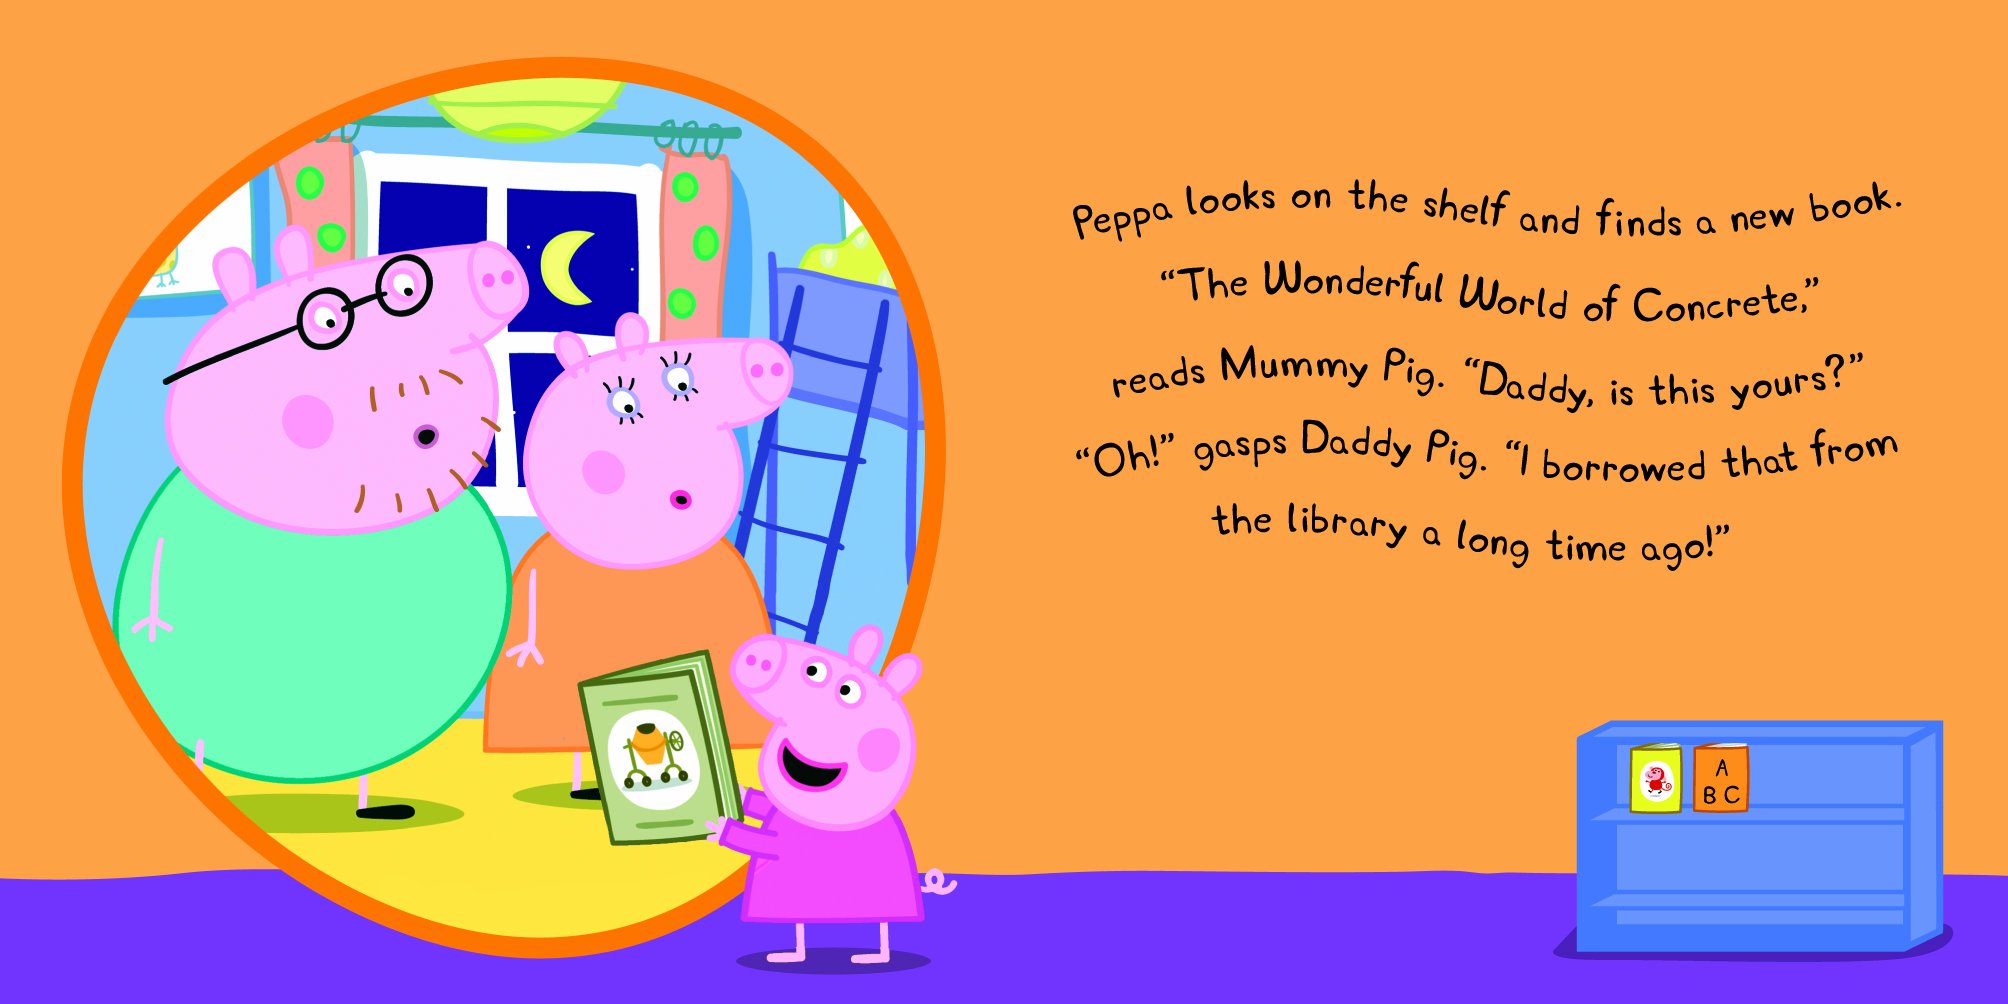 Peppa looks on the shelf and finds a new book.
“The Wonderful World of Concrete,”
reads Mummy Pig. “Daddy, is this yours?”
“Oh!” gasps Daddy Pig. “I borrowed that from
the library a long time ago!”
A
B C